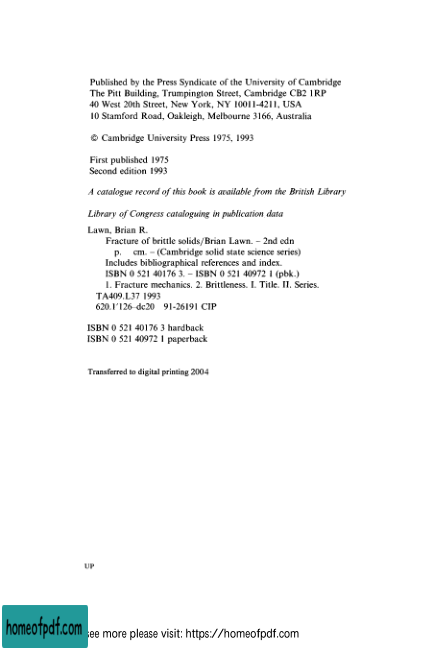 Published by the Press Syndicate of the University of Cambridge
The Pitt Building, Trumpington Street, Cambridge CB2 1RP
40 West 20th Street, New York, NY 10011-4211, USA
10 Stamford Road, Oakleigh, Melbourne 3166, Australia
© Cambridge University Press 1975, 1993
First published 1975
Second edition 1993
A catalogue record of this book is available from the British Library
Library of Congress cataloguing in publication data
Lawn, Brian R.
Fracture of brittle solids/Brian Lawn. – 2nd edn
p. cm. – (Cambridge solid state science series)
Includes bibliographical references and index.
ISBN 0 521 40176 3. – ISBN 0 521 40972 1 (pbk.)
1. Fracture mechanics. 2. Brittleness. I. Title. II. Series.
TA409.L37 1993
620.1'126–dc20 91-26191 CIP
ISBN 0 521 40176 3 hardback
ISBN 0 521 40972 1 paperback
Transferred to digital printing 2004
UP
homeofpdf.com
see more please visit: https://homeofpdf.com